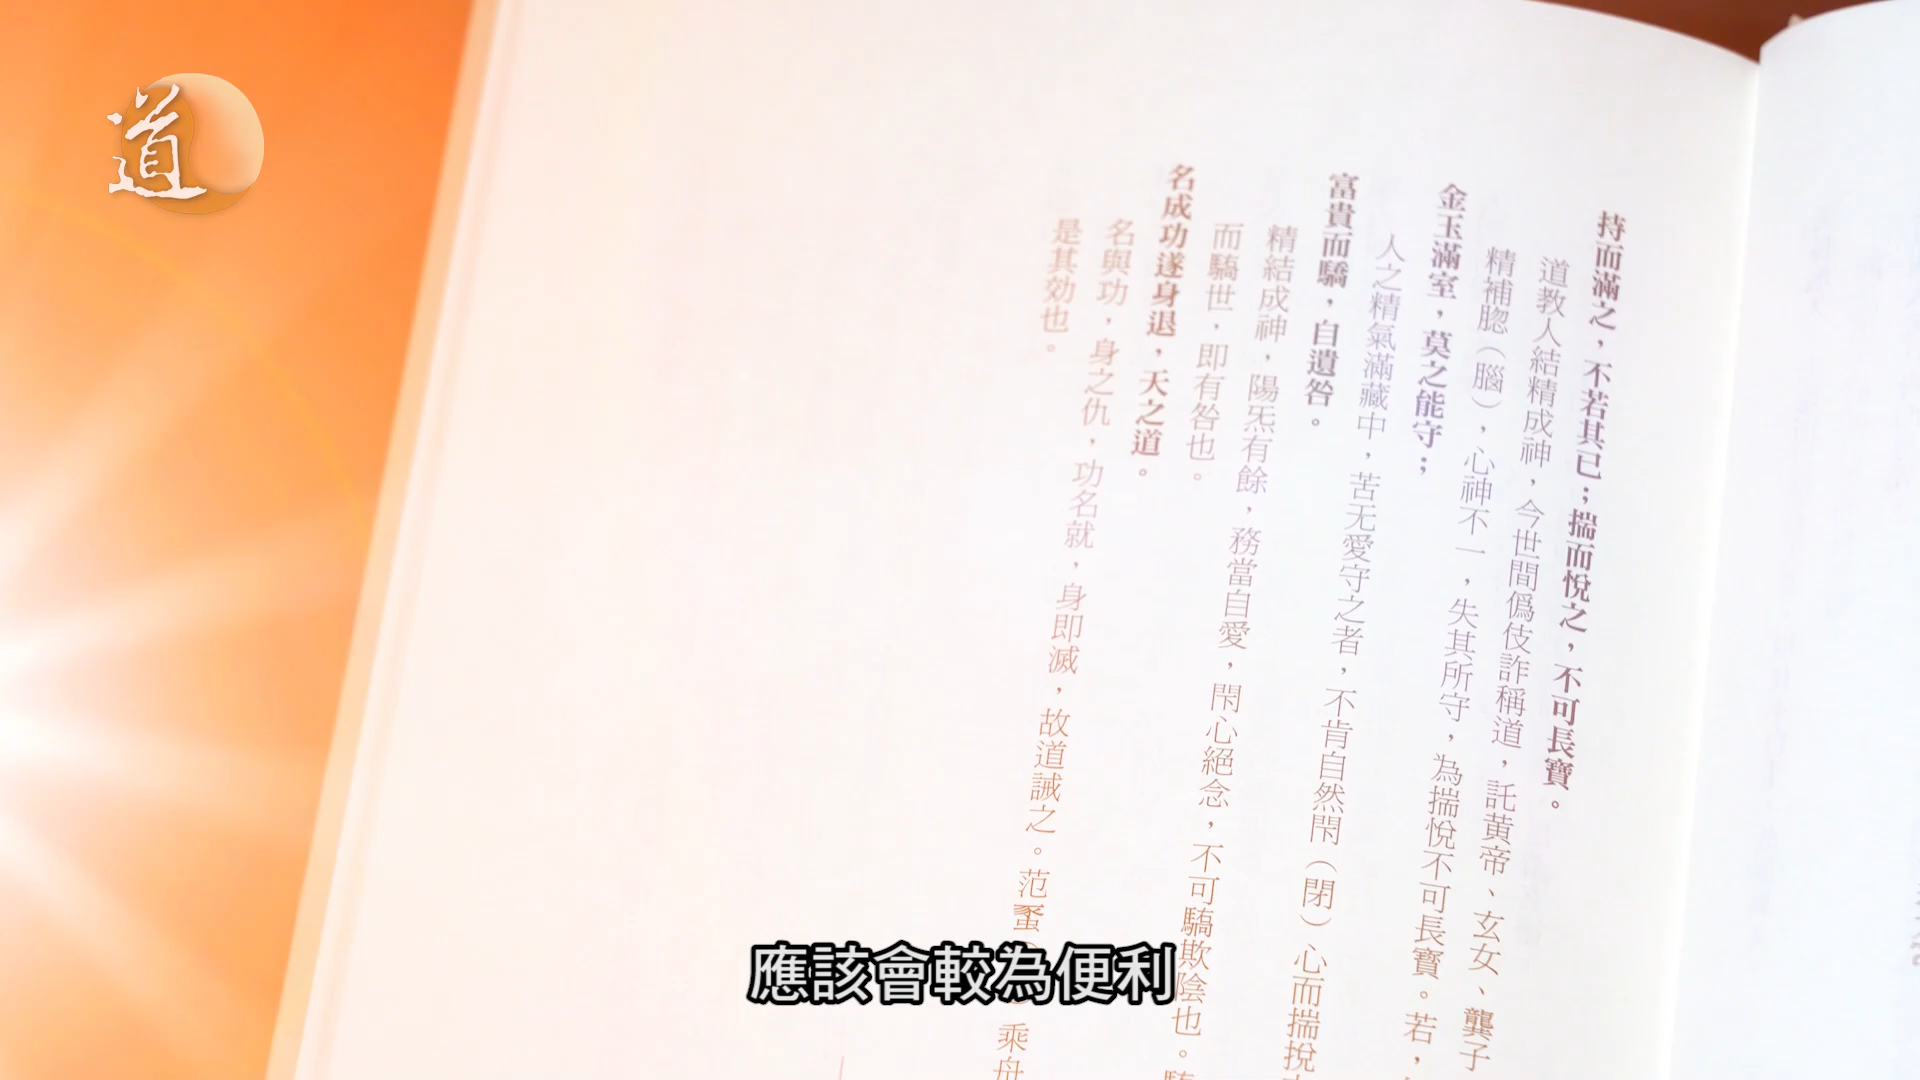 道
持而滿之，不若其已；揣而悅之，不可長寶。
道教人結精成神，今世間偽伎詐稱道，託黃帝、玄女、龔子
精補腦（腦），心神不一，失其所守，為揣悅不可長寶。若，
金玉滿室，莫之能守；
人之精氣滿藏中，苦无愛守之者，不肯自然閇（閉）心而揣挩
富貴而驕，自遺咎。
精結成神，陽炁有餘，務當自愛，閇心絕念，不可驕欺陰也。
而驕世，即有咎也。
名成功遂身退，天之道。
名與功，身之仇，功名就，身即滅，故道誡之。范 乘舟
是其効也。
應該會較為便利